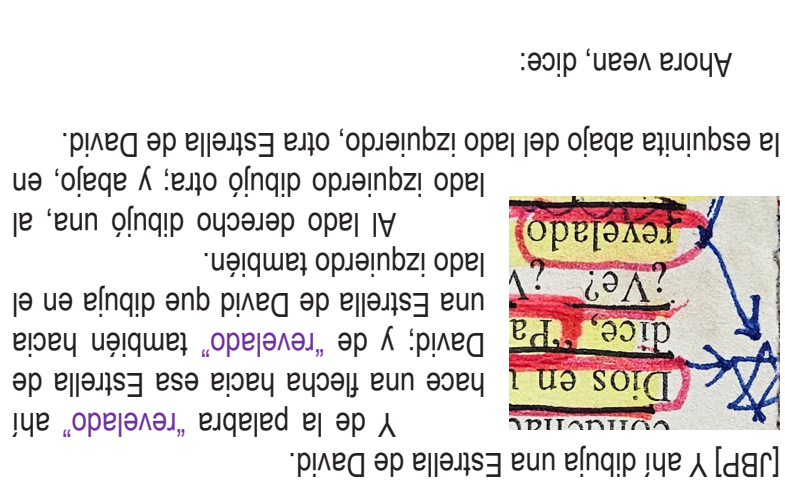 [JBP] Y ahí dibuja una Estrella de David.
Y de la palabra "revelado" ahí
hace una flecha hacia esa Estrella de
David; y de "revelado" también hacia
una Estrella de David que dibuja en el
lado izquierdo también.
Al lado derecho dibujó una, al
lado izquierdo dibujó otra; y abajo, en
la esquinita abajo del lado izquierdo, otra Estrella de David.
Ahora vean, dice:
Dios en
dice, "Pa
¿Ve? ¿V
revelado